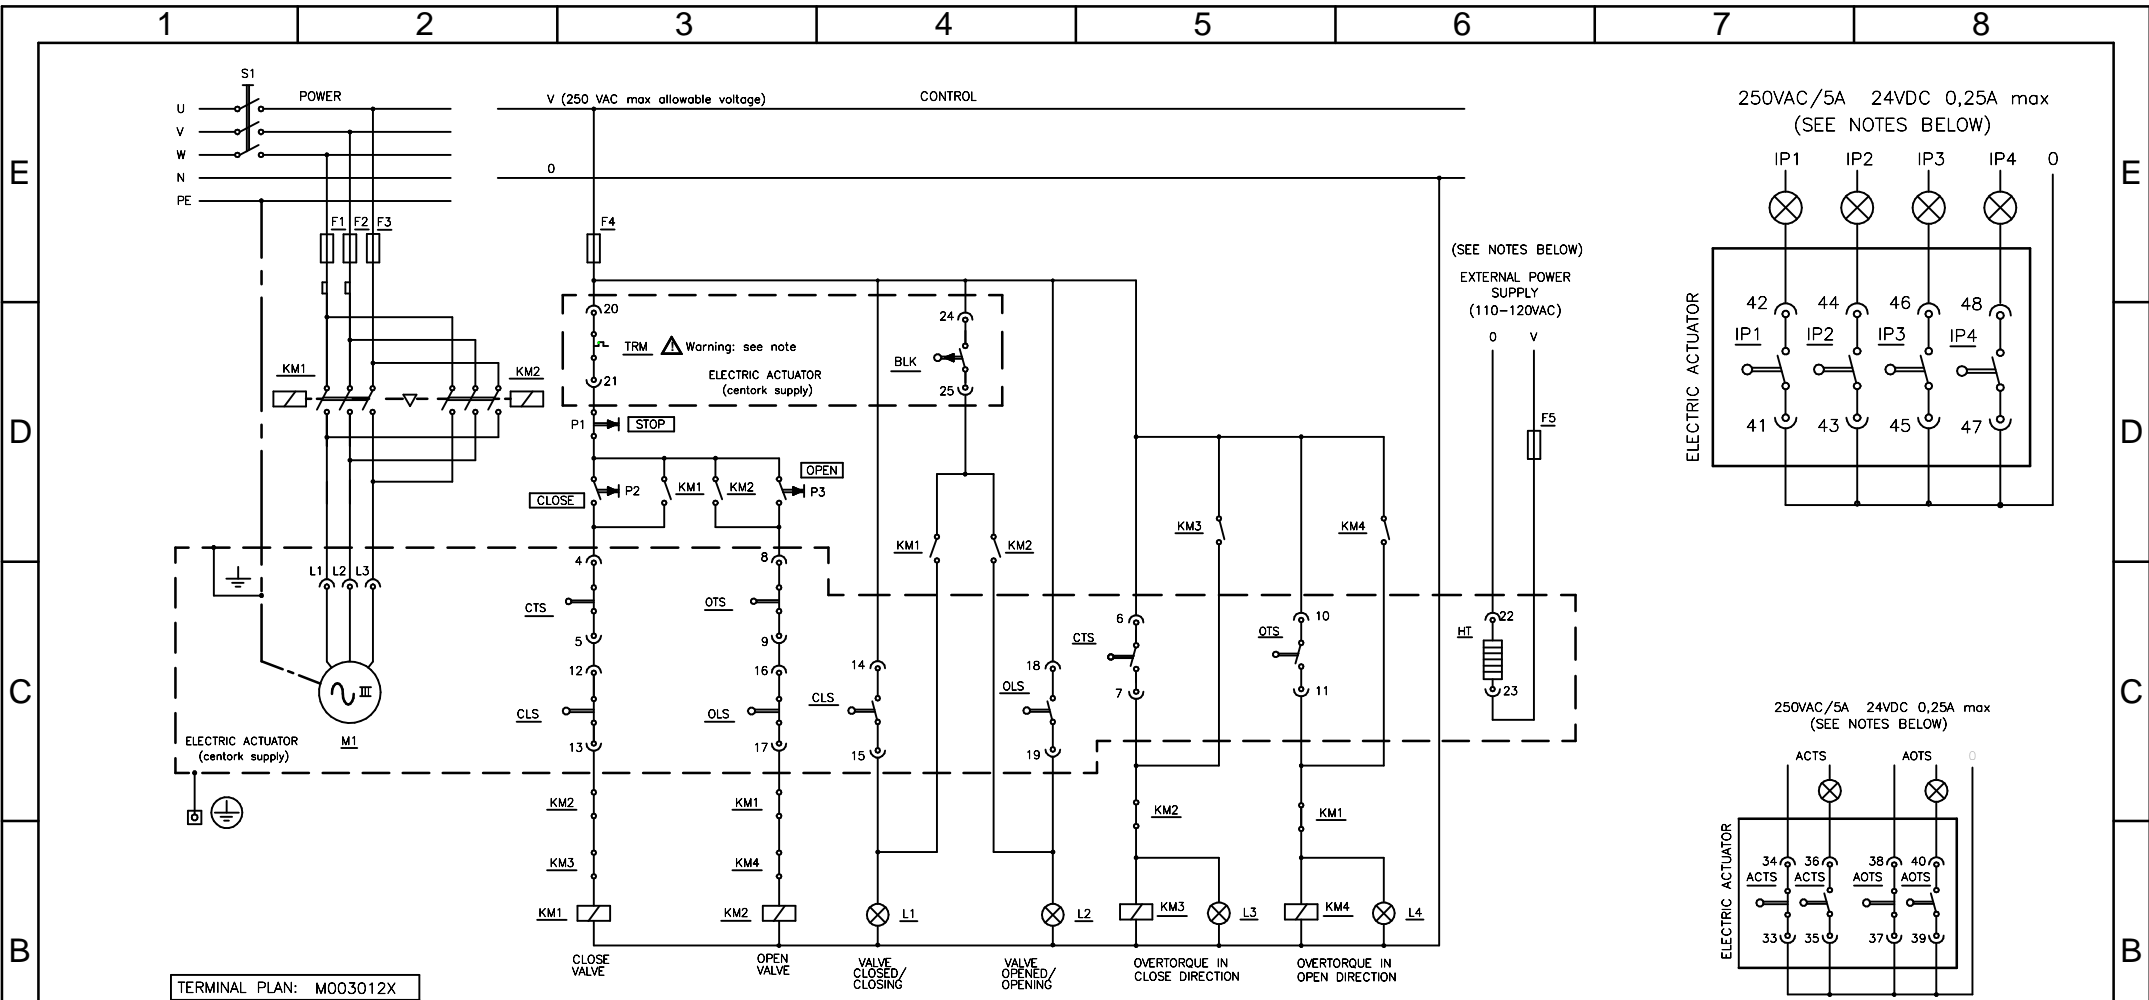 1 2 3 4 5 6 7 8
S1
POWER
V (250 VAC max allowable voltage)
CONTROL
U
V
W
N
PE
0
E
E
F1 F2 F3
F4
250VAC/5A 24VDC 0,25A max
(SEE NOTES BELOW)
IP1 IP2 IP3 IP4 0
(SEE NOTES BELOW)
EXTERNAL POWER
SUPPLY
(110-120VAC)
0 V
F5
20
TRM
Warning: see note
21
ELECTRIC ACTUATOR
(centork supply)
24
BLK
25
42 44 46 48
IP1 IP2 IP3 IP4
41 43 45 47
ELECTRIC ACTUATOR
KM1
KM2
D
D
P1
STOP
CLOSE
P2
KM1
KM2
OPEN
P3
KM1
KM2
KM3
KM4
L1 L2 L3
4
CTS
5
12
CLS
13
8
OTS
9
16
OLS
17
14
CLS
15
18
OLS
19
6
CTS
7
10
OTS
11
22
HT
23
C
C
ELECTRIC ACTUATOR
(centork supply)
M1
III
250VAC/5A 24VDC 0,25A max
(SEE NOTES BELOW)
ACTS AOTS 0
34 36 38 40
ACTS ACTS AOTS AOTS
33 35 37 39
ELECTRIC ACTUATOR
KM2
KM1
KM2
KM1
KM3
KM4
KM1
KM2
L1
L2
KM3
L3
KM4
L4
B
B
CLOSE
VALVE
OPEN
VALVE
VALVE
CLOSED/
CLOSING
VALVE
OPENED/
OPENING
OVERTORQUE IN
CLOSE DIRECTION
OVERTORQUE IN
OPEN DIRECTION
TERMINAL PLAN: M003012X